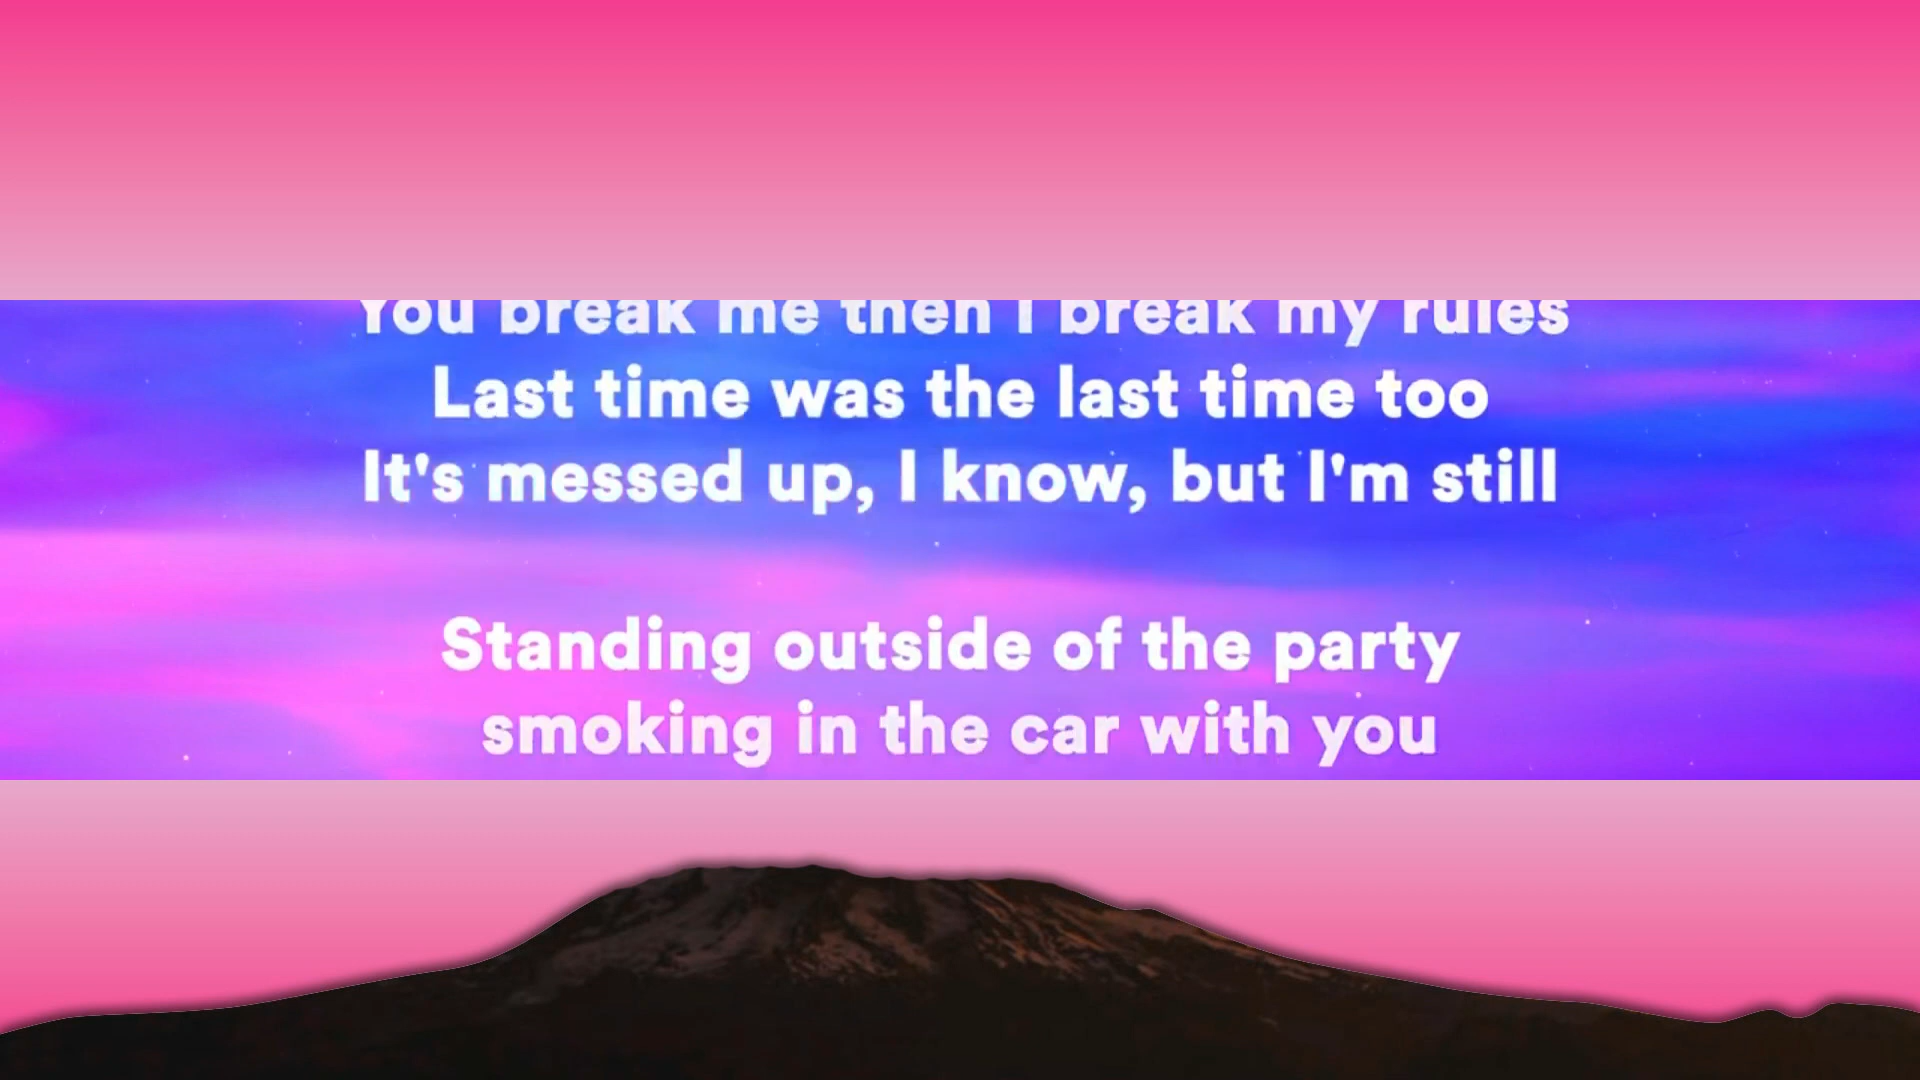 You break me then I break my rules
Last time was the last time too
It's messed up, I know, but I'm still
Standing outside of the party
smoking in the car with you